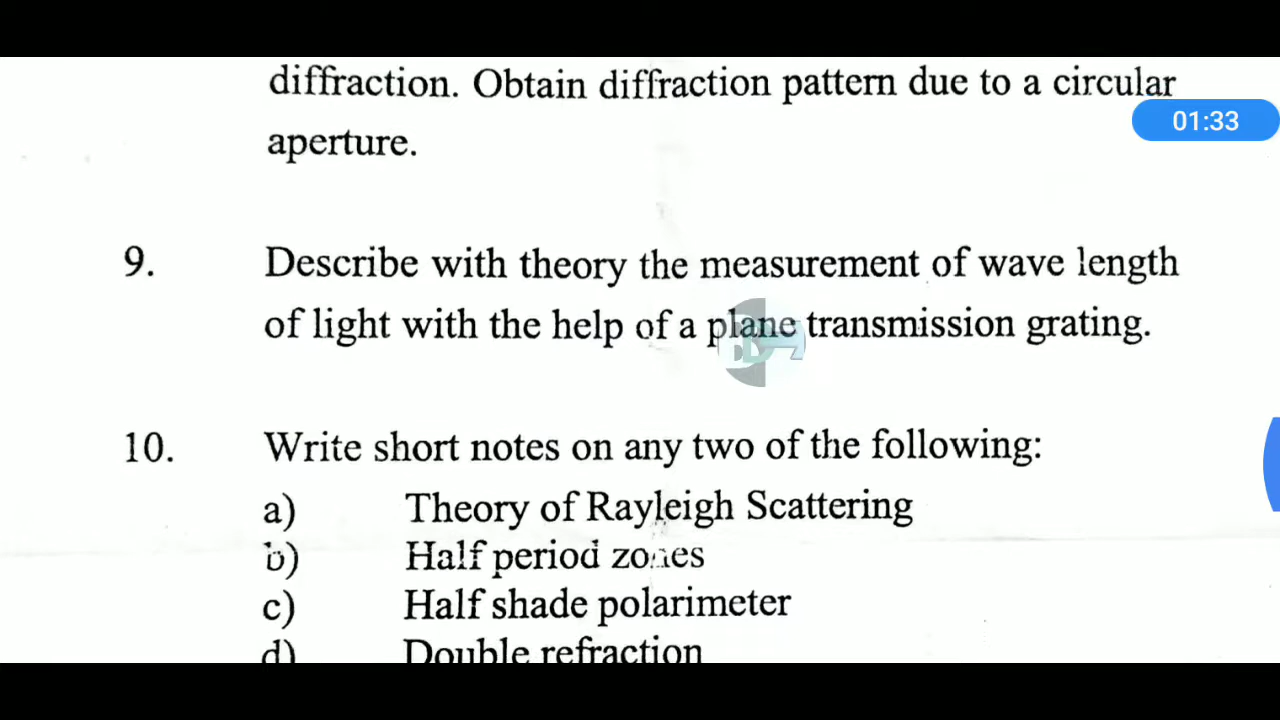 diffraction. Obtain diffraction pattern due to a circular
01:33
aperture.
9. Describe with theory the measurement of wave length
of light with the help of a plane transmission grating.
10. Write short notes on any two of the following:
a) Theory of Rayleigh Scattering
b) Half period zones
c) Half shade polarimeter
d) Double refraction